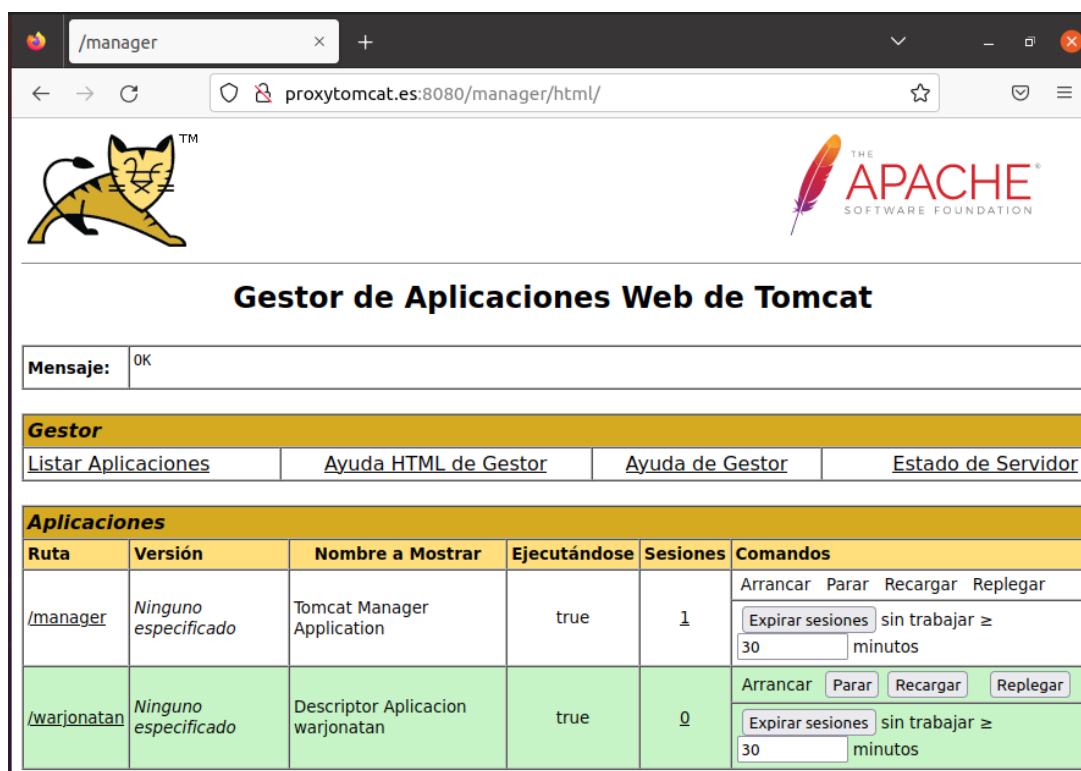 /manager
proxytomcat.es:8080/manager/html/
TM
THE
APACHE®
SOFTWARE FOUNDATION
Gestor de Aplicaciones Web de Tomcat
Mensaje: OK
Gestor
Listar Aplicaciones Ayuda HTML de Gestor Ayuda de Gestor Estado de Servidor
Aplicaciones
Ruta Versión Nombre a Mostrar Ejecutándose Sesiones Comandos
/manager Ninguno especificado Tomcat Manager Application true 1 Arrancar Parar Recargar Replegar
Expirar sesiones sin trabajar ≥
30 minutos
/warjonatan Ninguno especificado Descriptor Aplicacion warjonatan true 0 Arrancar Parar Recargar Replegar
Expirar sesiones sin trabajar ≥
30 minutos